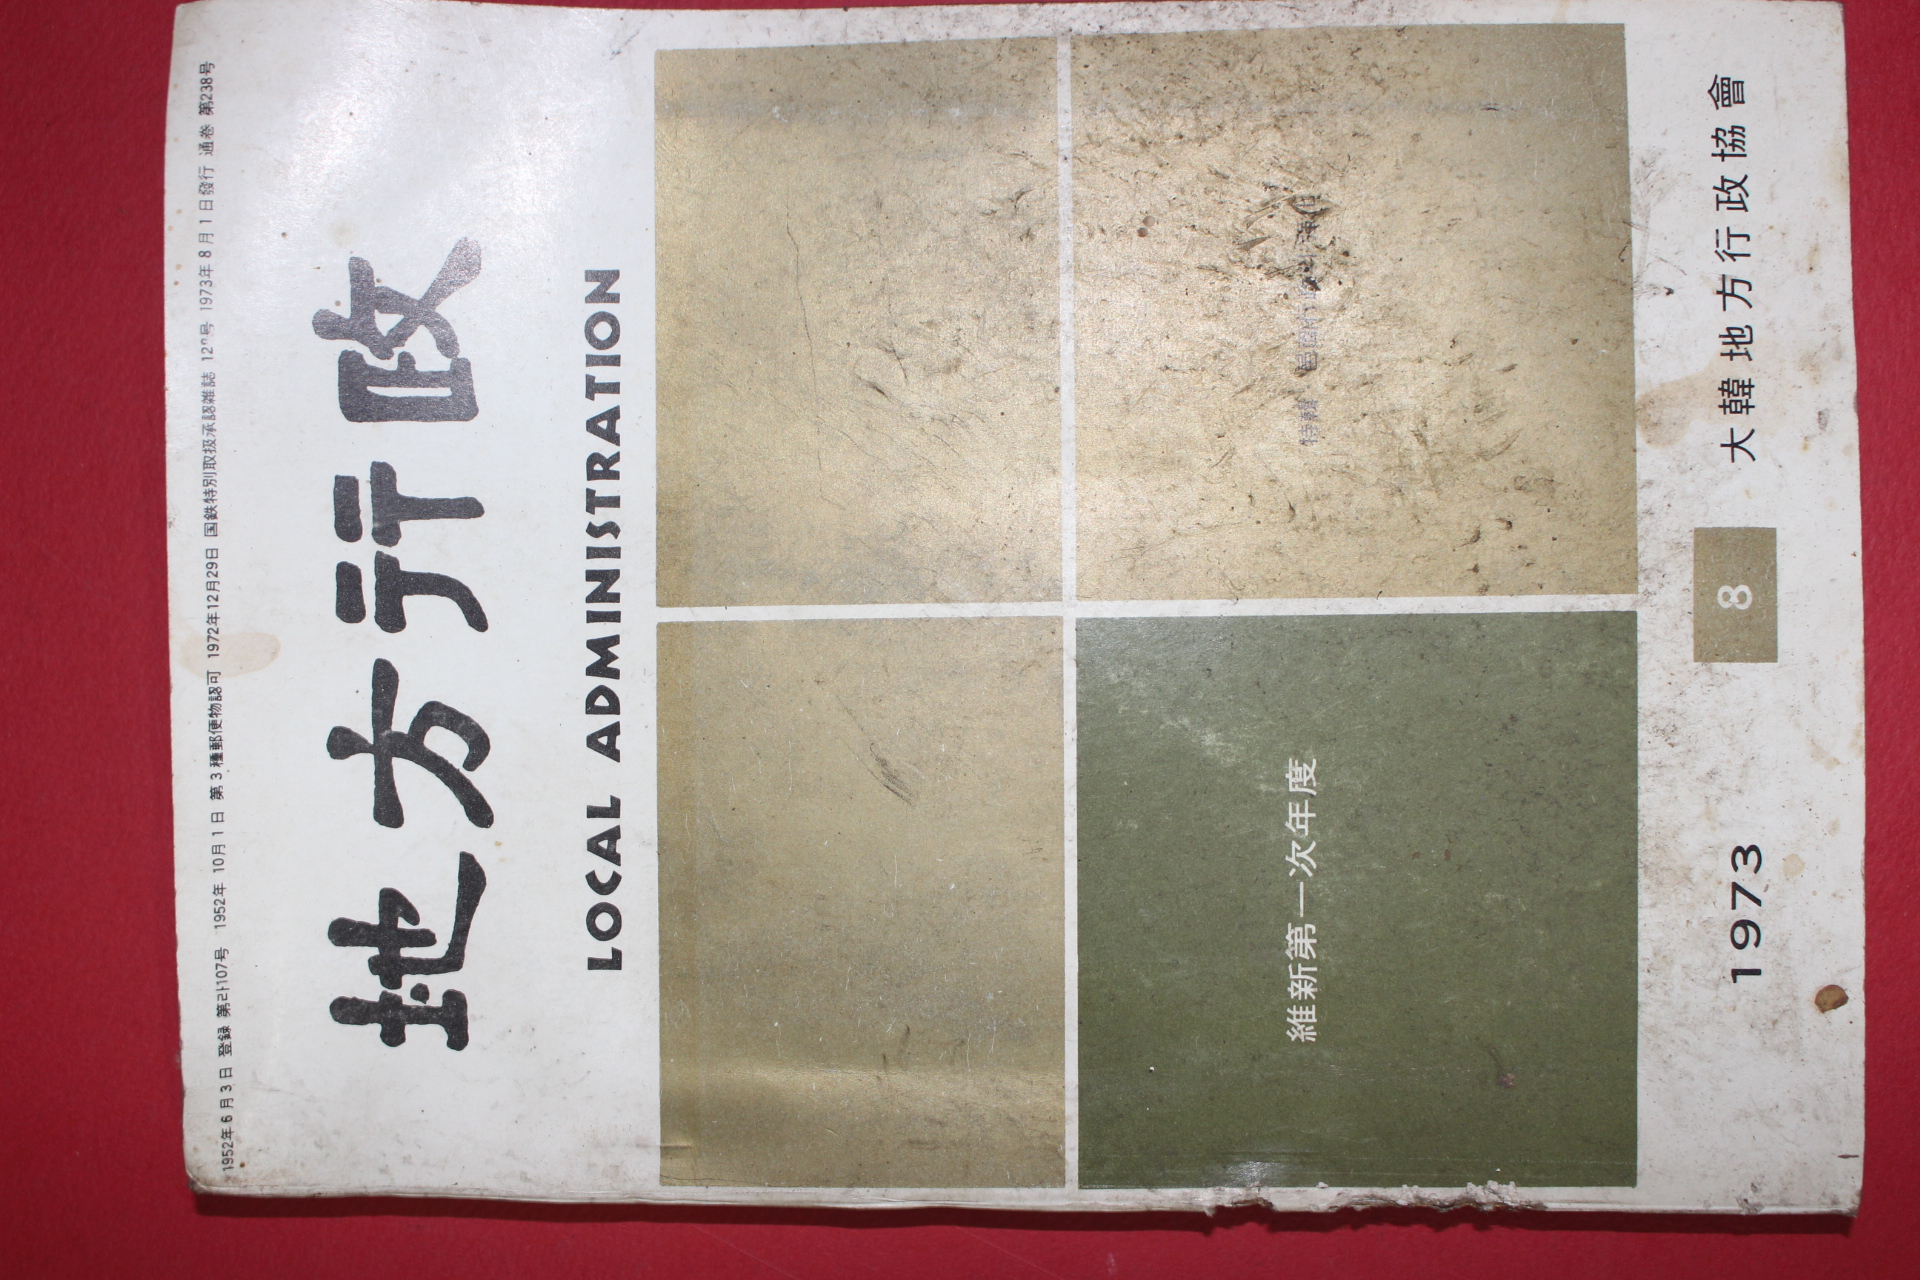 1952年 6月 3日 登録 第라107号 1952年 10月 1日 第3種郵便物認可 1972年12月29日 国鉄特別取扱承認雑誌 号 1973年 8月 1日發行 通巻 第238号
地方行政
LOCAL ADMINISTRATION
維新第一次年度
特輯
1973 8 大韓地方行政協會